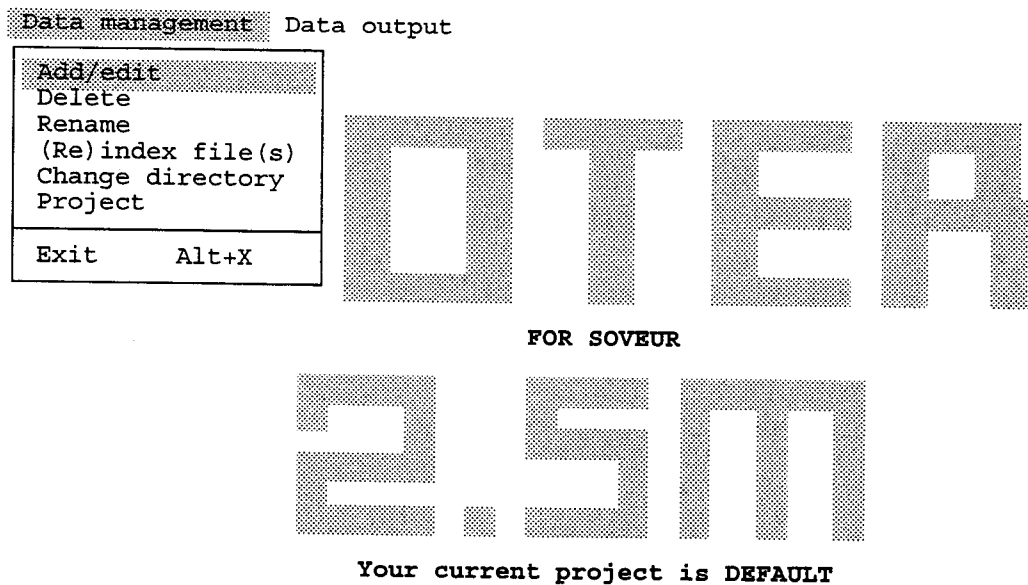 Data management Data output
Add/edit
Delete
Rename
(Re)index file(s)
Change directory
Project
Exit Alt+X
OTER
FOR SOVEUR
2.5M
Your current project is DEFAULT